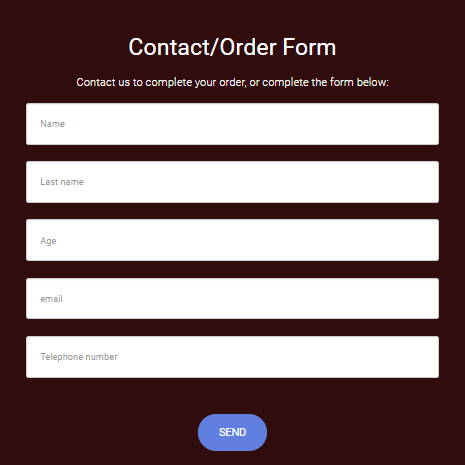 Contact/Order Form
Contact us to complete your order, or complete the form below:
Name
Last name
Age
email
Telephone number
SEND